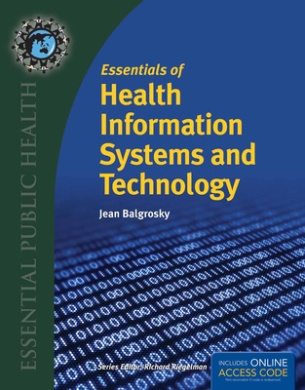 ESSENTIAL PUBLIC HEALTH
Essentials of
Health
Information
Systems and
Technology
Jean Balgrosky
Series Editor: Richard Riegelman
INCLUDES ONLINE
ACCESS CODE